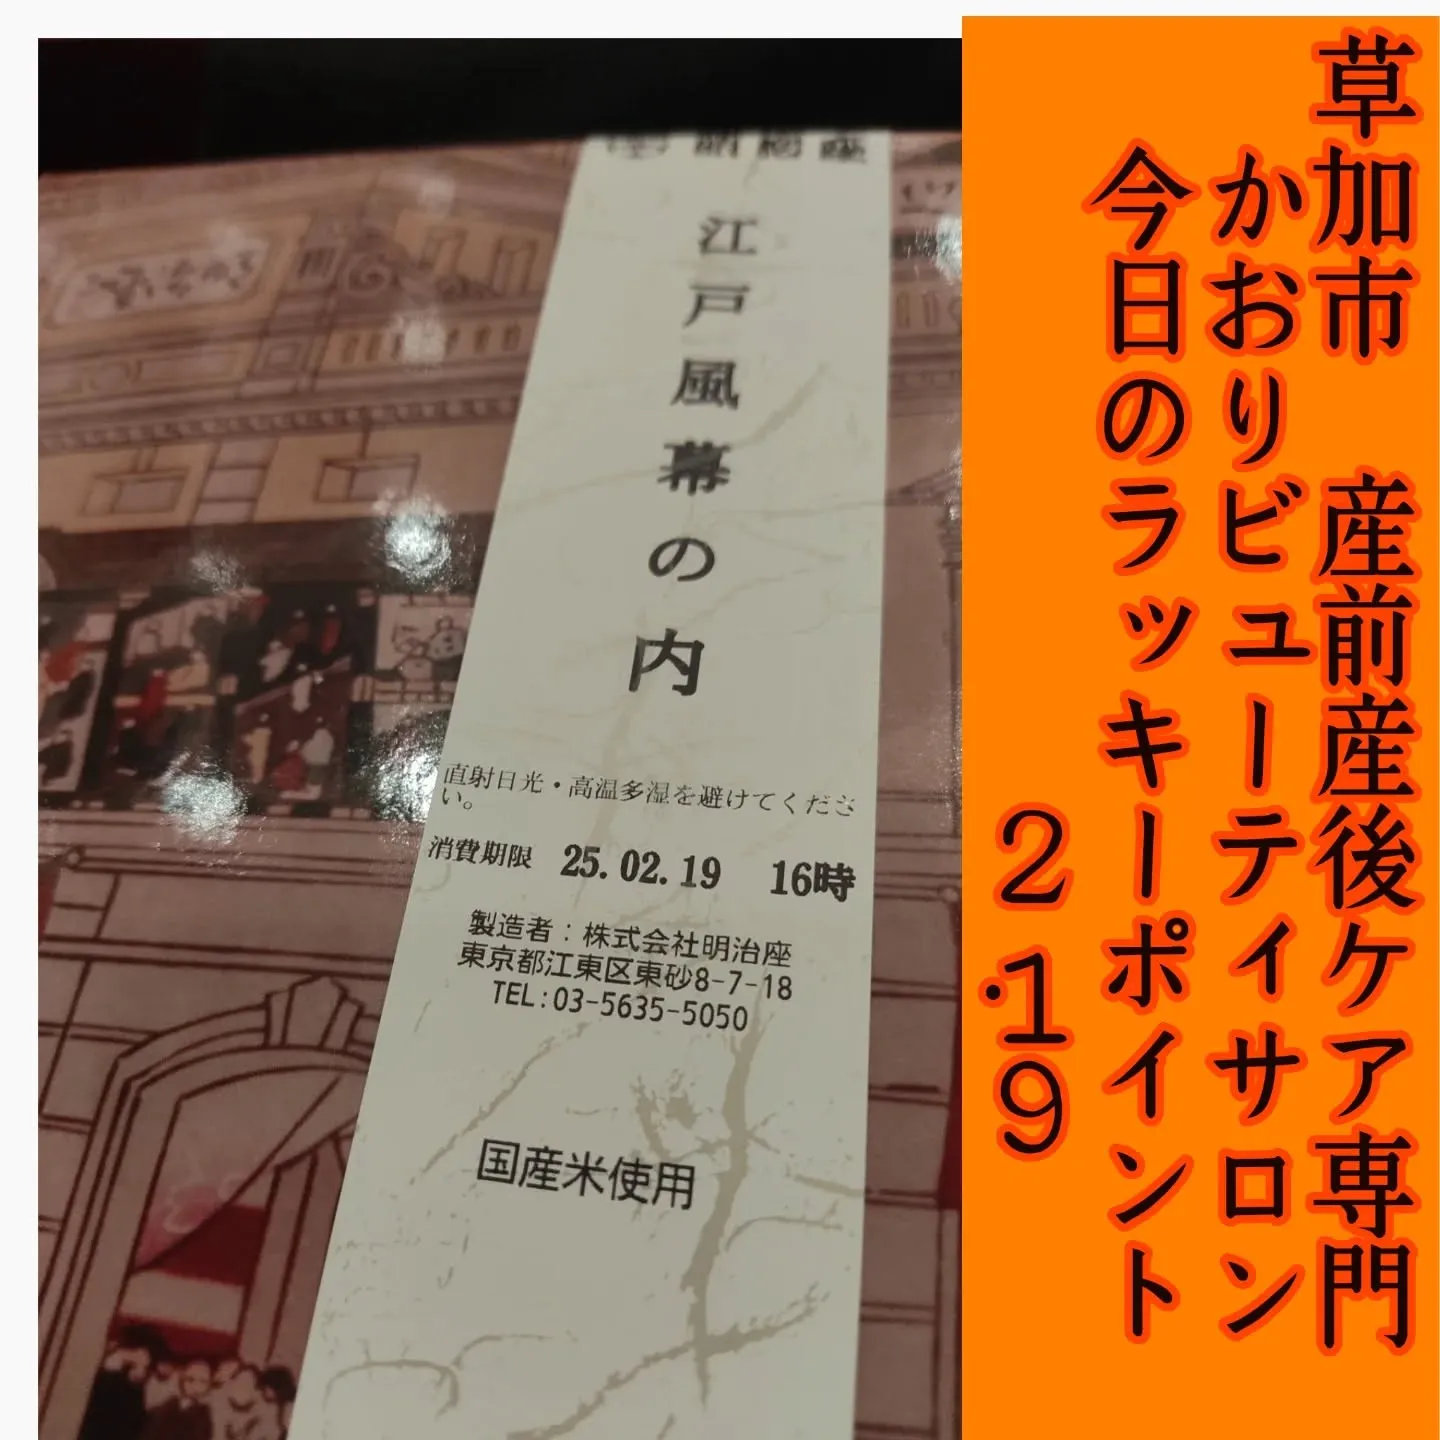 草加市　産前産後ケア専門
かおりビューティサロン
今日のラッキーポイント
2.19
江戸風幕の内
直射日光・高温多湿を避けてくださ
い。
消費期限 25.02.19 16時
製造者：株式会社明治座
東京都江東区東砂8-7-18
TEL:03-5635-5050
国産米使用